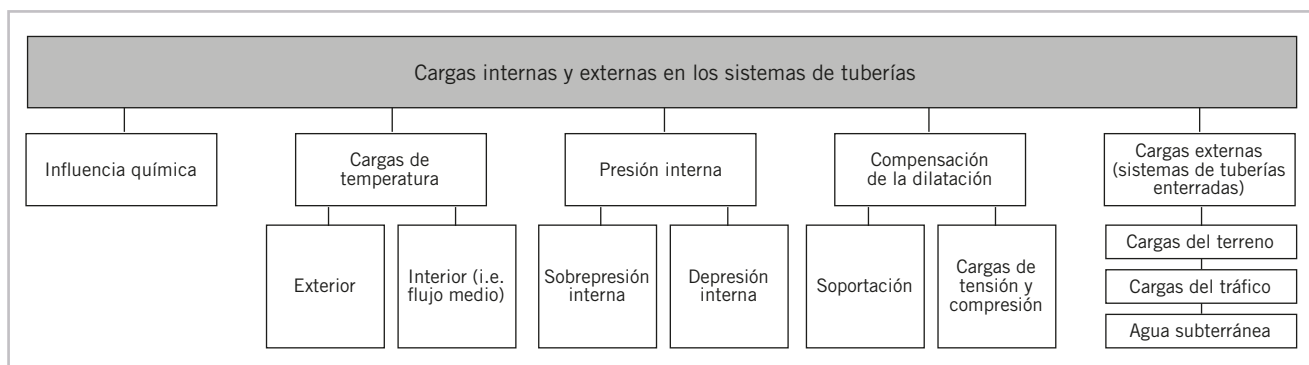 Cargas internas y externas en los sistemas de tuberías
Influencia química
Cargas de
temperatura
Presión interna
Compensación
de la dilatación
Cargas externas
(sistemas de tuberías
enterradas)
Exterior
Interior (i.e.
flujo medio)
Sobrepresión
interna
Depresión
interna
Soportación
Cargas de
tensión y
compresión
Cargas del terreno
Cargas del tráfico
Agua subterránea